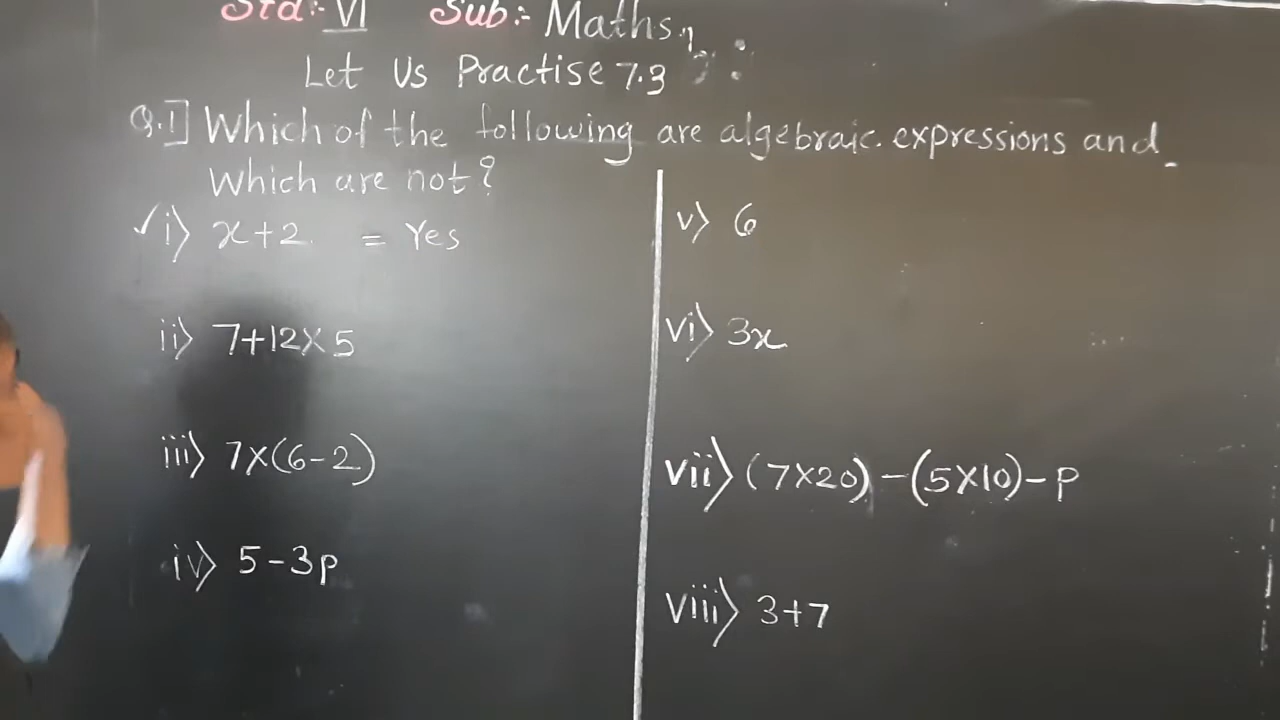 Std:- VI Sub:- Maths
Let Us Practise 7.3 :
Q.1] Which of the following are algebraic expressions and
Which are not?
✓i) x+2 = Yes
ii) 7+12×5
iii) 7×(6-2)
iv) 5-3p
v) 6
vi) 3x
vii) (7×20)-(5×10)-p
viii) 3+7